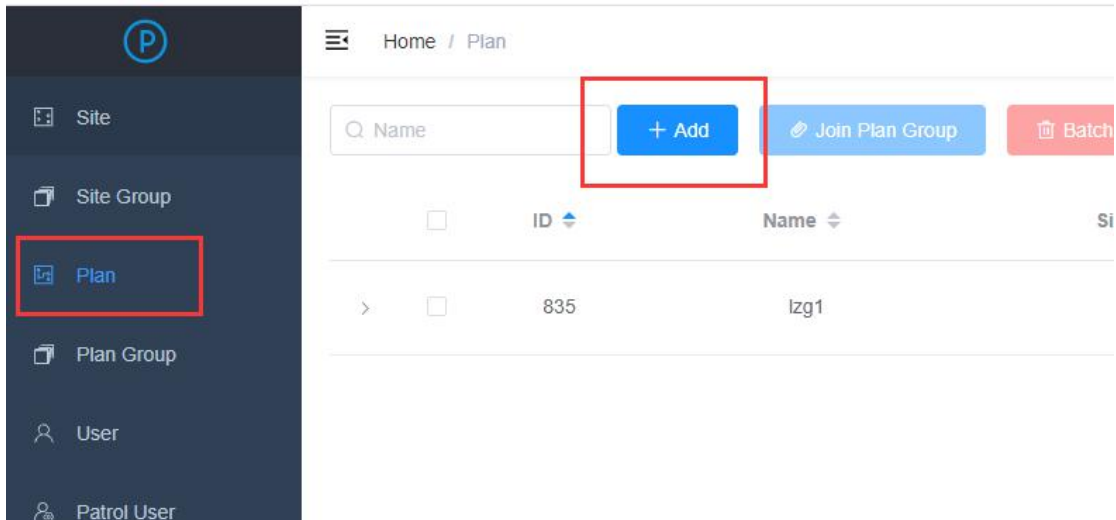 P
Home / Plan
Site
Name
+ Add
Join Plan Group
Batch
Site Group
ID
Name
Si
Plan
835
lzg1
Plan Group
User
Patrol User